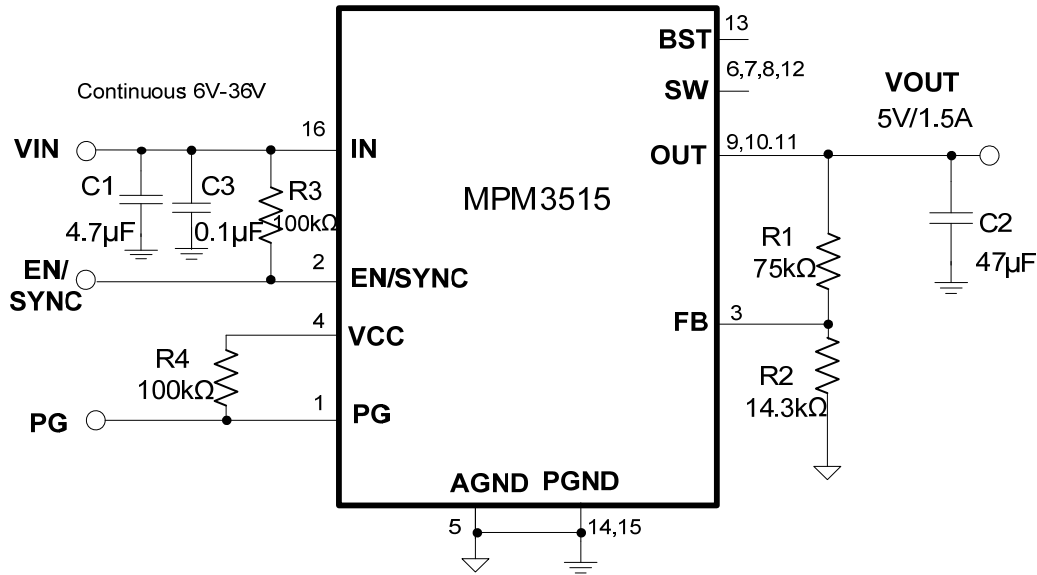 13
BST
6,7,8,12
SW
VOUT
5V/1.5A
Continuous 6V-36V
16
9,10.11
VIN
IN
OUT
C1
C3
R3
MPM3515
4.7µF
0.1µF
100kΩ
R1
75kΩ
C2
47µF
EN/
SYNC
2
EN/SYNC
3
FB
4
VCC
R4
100kΩ
R2
14.3kΩ
PG
1
PG
AGND
PGND
5
14,15